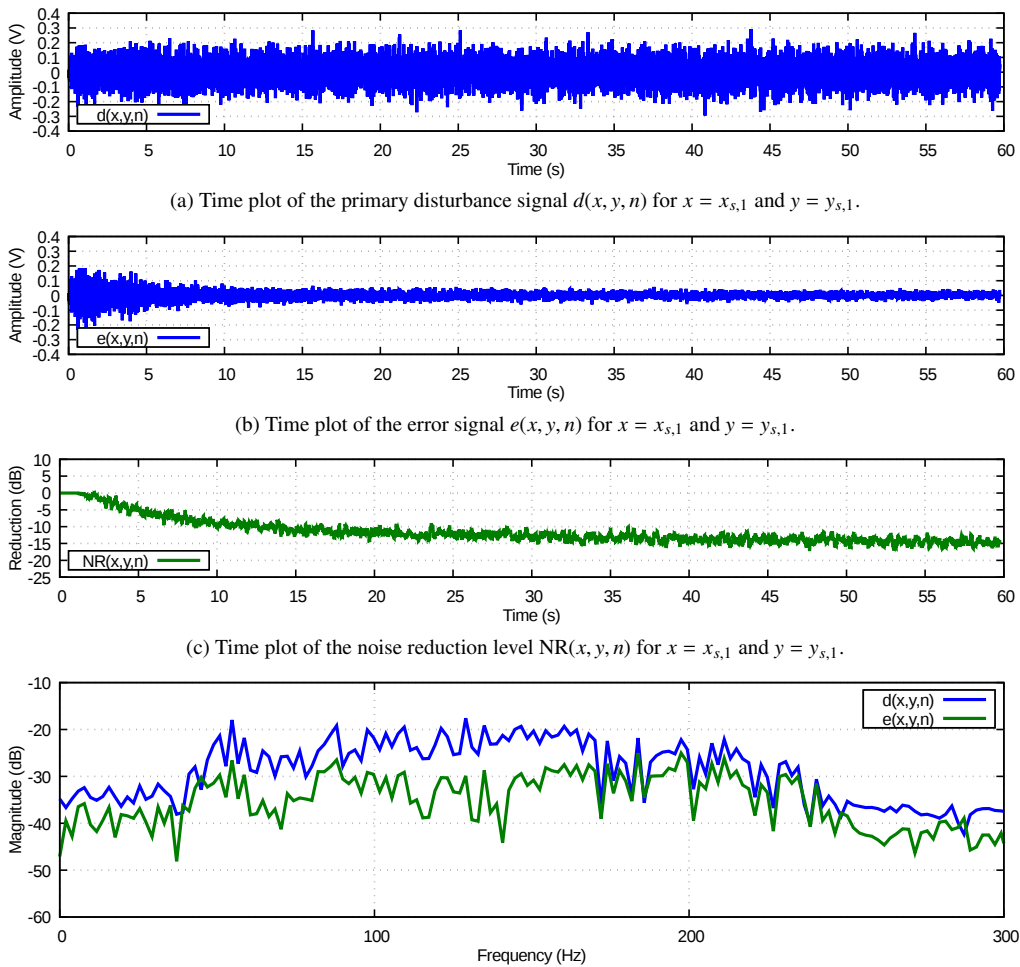 0.4
0.3
0.2
0.1
0
-0.1
-0.2
-0.3
-0.4
Amplitude (V)
d(x,y,n)
0 5 10 15 20 25 30 35 40 45 50 55 60
Time (s)
(a) Time plot of the primary disturbance signal d(x, y, n) for x = x_{s,1} and y = y_{s,1}.
0.4
0.3
0.2
0.1
0
-0.1
-0.2
-0.3
-0.4
Amplitude (V)
e(x,y,n)
0 5 10 15 20 25 30 35 40 45 50 55 60
Time (s)
(b) Time plot of the error signal e(x, y, n) for x = x_{s,1} and y = y_{s,1}.
10
5
0
-5
-10
-15
-20
-25
Reduction (dB)
NR(x,y,n)
0 5 10 15 20 25 30 35 40 45 50 55 60
Time (s)
(c) Time plot of the noise reduction level NR(x, y, n) for x = x_{s,1} and y = y_{s,1}.
-10
-20
-30
-40
-50
-60
Magnitude (dB)
d(x,y,n)
e(x,y,n)
0 100 200 300
Frequency (Hz)